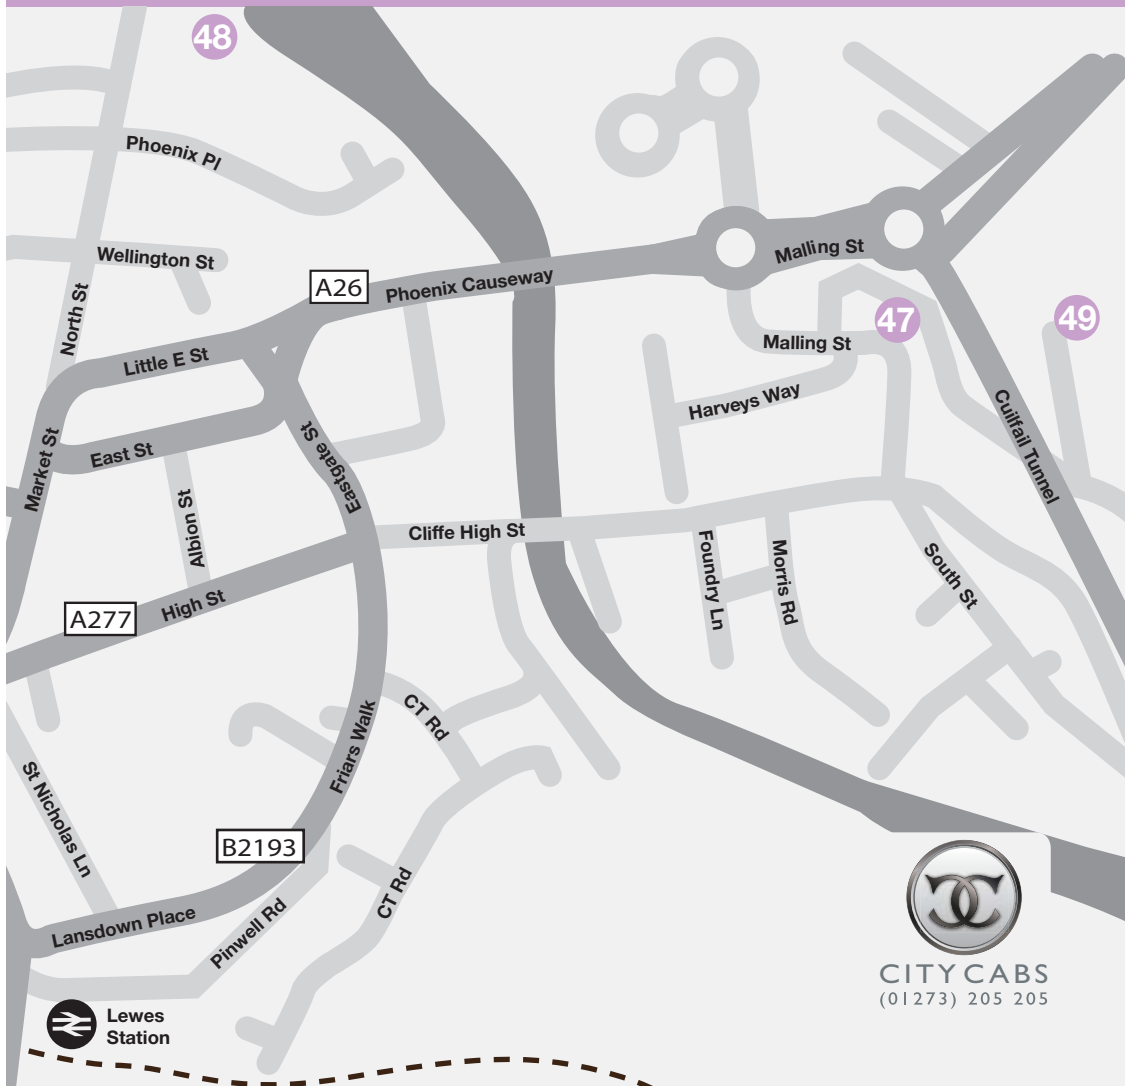 48
Phoenix Pl
Wellington St
A26
Phoenix Causeway
Malling St
North St
47
49
Malling St
Little E St
Harveys Way
Cuilfail Tunnel
Market St
East St
Eastgate St
Albion St
Cliffe High St
Foundry Ln
Morris Rd
South St
A277
High St
CT Rd
Friars Walk
St Nicholas Ln
B2193
CT Rd
Lansdown Place
Pinwell Rd
CITY CABS
(01273) 205 205
Lewes
Station